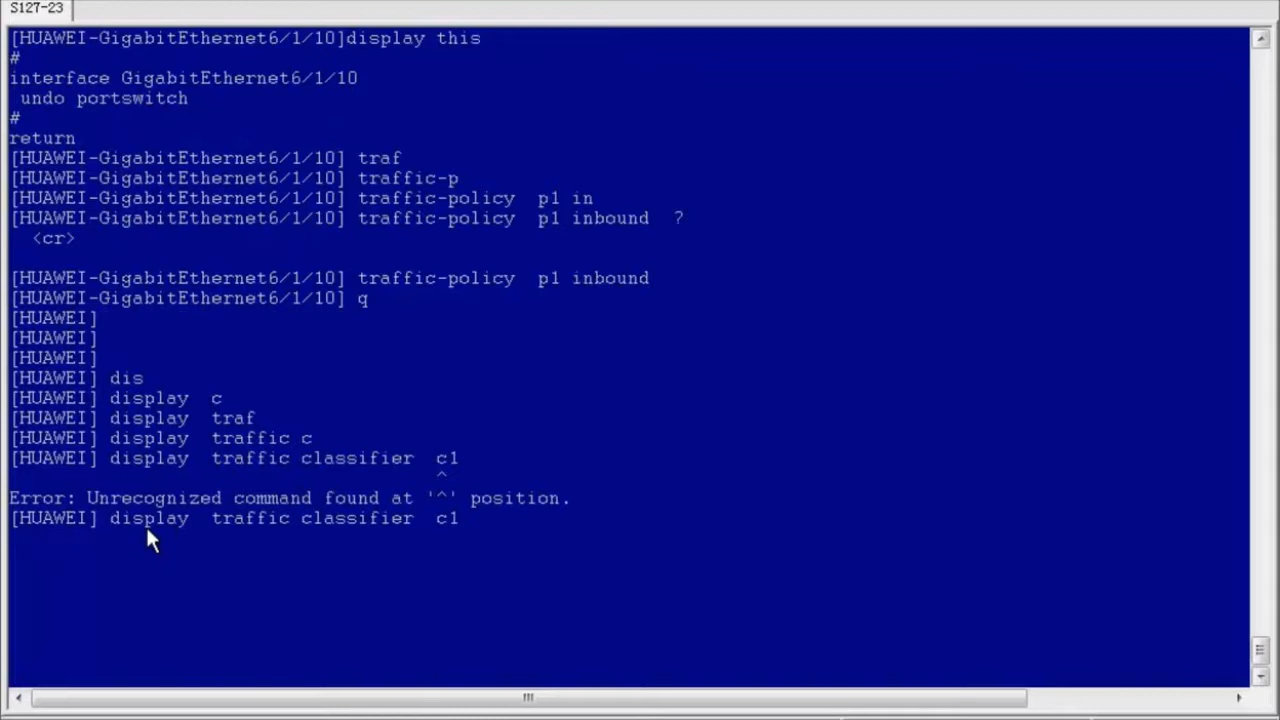 S127-23
[HUAWEI-GigabitEthernet6/1/10]display this
#
interface GigabitEthernet6/1/10
 undo portswitch
#
return
[HUAWEI-GigabitEthernet6/1/10] traf
[HUAWEI-GigabitEthernet6/1/10] traffic-p
[HUAWEI-GigabitEthernet6/1/10] traffic-policy  p1 in
[HUAWEI-GigabitEthernet6/1/10] traffic-policy  p1 inbound  ?
  <cr>
[HUAWEI-GigabitEthernet6/1/10] traffic-policy  p1 inbound
[HUAWEI-GigabitEthernet6/1/10] q
[HUAWEI]
[HUAWEI]
[HUAWEI]
[HUAWEI] dis
[HUAWEI] display  c
[HUAWEI] display  traf
[HUAWEI] display  traffic c
[HUAWEI] display  traffic classifier  c1
                                      ^
Error: Unrecognized command found at '^' position.
[HUAWEI] display  traffic classifier  c1